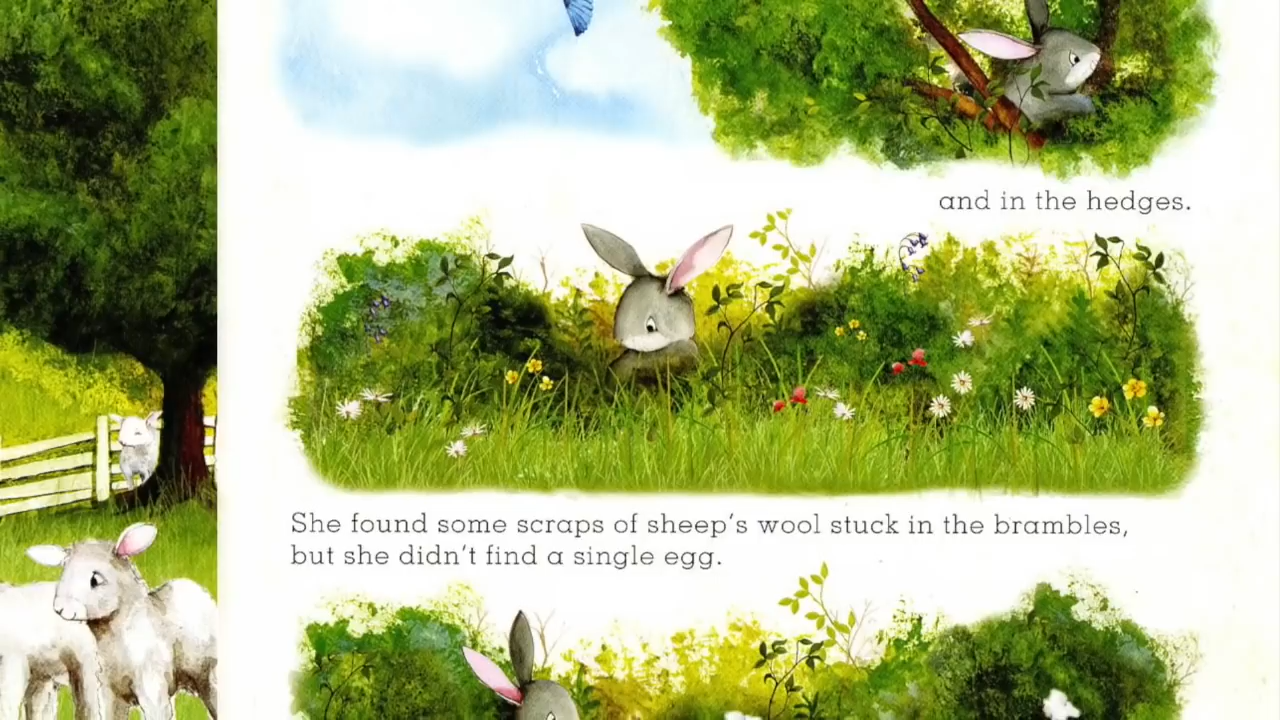 and in the hedges.
She found some scraps of sheep's wool stuck in the brambles,
but she didn't find a single egg.